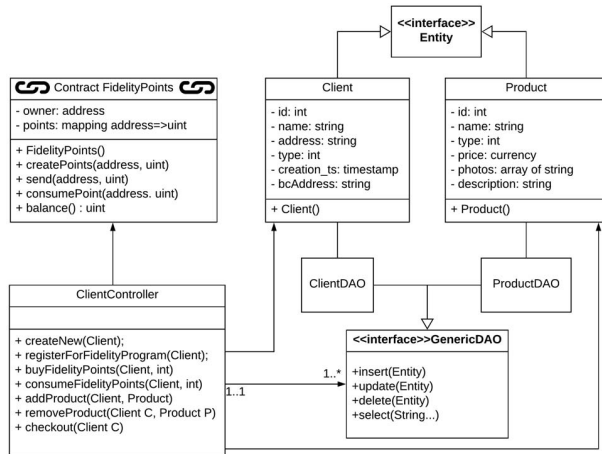 <<interface>>
Entity
Contract FidelityPoints
- owner: address
- points: mapping address=>uint
+ FidelityPoints()
+ createPoints(address, uint)
+ send(address, uint)
+ consumePoint(address. uint)
+ balance() : uint
Client
- id: int
- name: string
- address: string
- type: int
- creation_ts: timestamp
- bcAddress: string
+ Client()
Product
- id: int
- name: string
- type: int
- price: currency
- photos: array of string
- description: string
+ Product()
ClientDAO
ProductDAO
ClientController
+ createNew(Client);
+ registerForFidelityProgram(Client);
+ buyFidelityPoints(Client, int)
+ consumeFidelityPoints(Client, int)
+ addProduct(Client, Product)
+ removeProduct(Client C, Product P)
+ checkout(Client C)
1..1
1..*
<<interface>>GenericDAO
+insert(Entity)
+update(Entity)
+delete(Entity)
+select(String...)